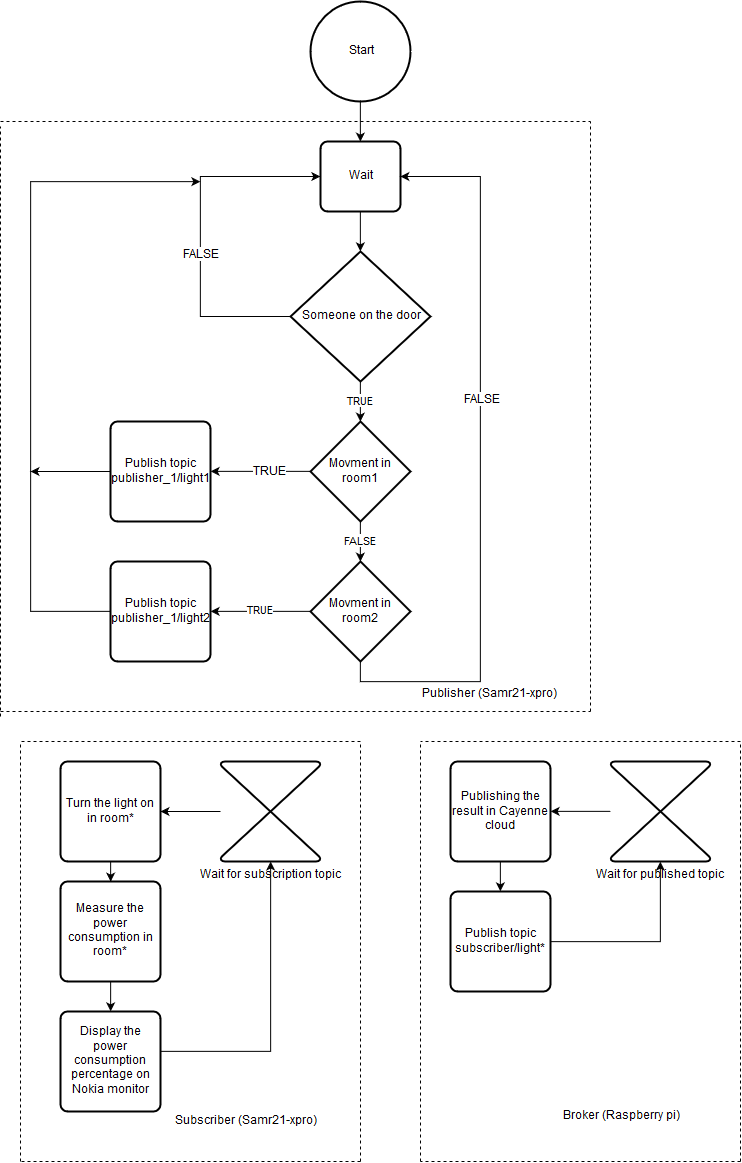 Start
Wait
FALSE
Someone on the door
TRUE
FALSE
Publish topic
publisher_1/light1
TRUE
Movment in
room1
FALSE
Publish topic
publisher_1/light2
TRUE
Movment in
room2
Publisher (Samr21-xpro)
Turn the light on
in room*
Wait for subscription topic
Measure the
power
consumption in
room*
Display the
power
consumption
percentage on
Nokia monitor
Subscriber (Samr21-xpro)
Publishing the
result in Cayenne
cloud
Wait for published topic
Publish topic
subscriber/light*
Broker (Raspberry pi)